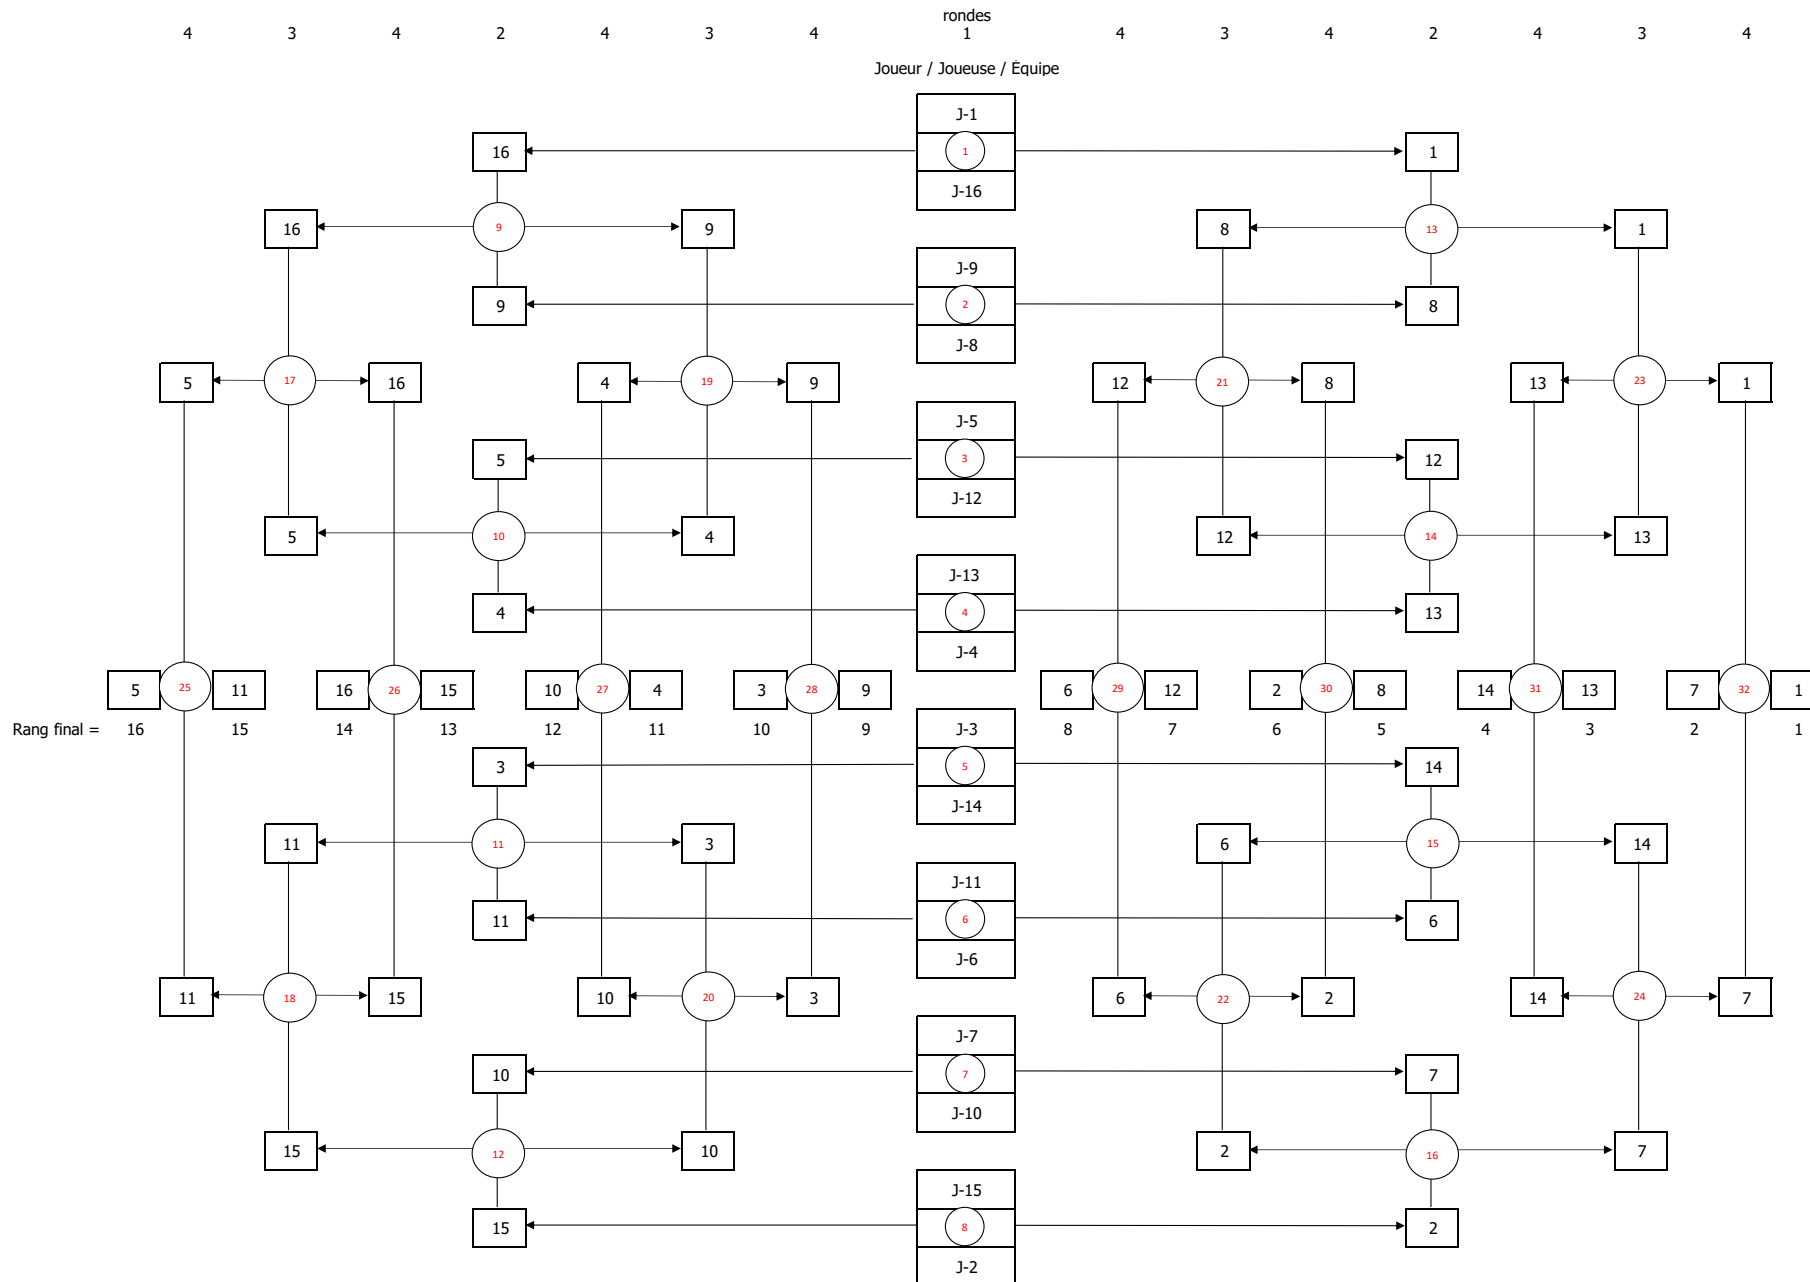 rondes
4 3 4 2 4 3 4 1 4 3 4 2 4 3 4
Joueur / Joueuse / Équipe
J-1
16 1 1
J-16
16 9 9 8 13 1
J-9
9 2 8
J-8
5 17 16 4 19 9 12 21 8 13 23 1
J-5
5 3 12
J-12
5 10 4 12 14 13
J-13
4 4 13
J-4
5 25 11 16 26 15 10 27 4 3 28 9 6 29 12 2 30 8 14 31 13 7 32 1
Rang final = 16 15 14 13 12 11 10 9 J-3 8 7 6 5 4 3 2 1
3 5 14
J-14
11 11 3 6 15 14
J-11
11 6 6
J-6
11 18 15 10 20 3 6 22 2 14 24 7
J-7
10 7 7
J-10
15 12 10 2 16 7
J-15
15 8 2
J-2